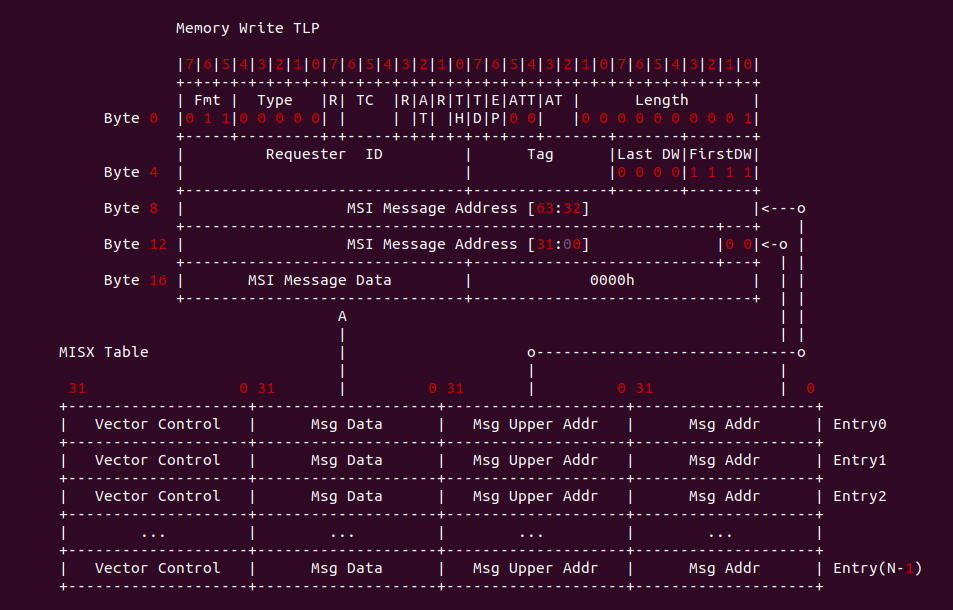 Memory Write TLP
|7|6|5|4|3|2|1|0|7|6|5|4|3|2|1|0|7|6|5|4|3|2|1|0|7|6|5|4|3|2|1|0|
+-+-+-+-+-+-+-+-+-+-+-+-+-+-+-+-+-+-+-+-+-+-+-+-+-+-+-+-+-+-+-+-+
| Fmt |  Type   |R| TC  |R|A|R|T|T|E|ATT|AT |      Length       |
Byte 0  |0 1 1|0 0 0 0 0| |     | |T| |H|D|P|0 0|   |0 0 0 0 0 0 0 0 0 1|
+-----+---------+-+-----+-+-+-+-+-+-+---+---+-------------------+
|         Requester  ID         |      Tag      |Last DW|FirstDW|
Byte 4  |                               |               |0 0 0 0|1 1 1 1|
+-------------------------------+---------------+-------+-------+
Byte 8  |                  MSI Message Address [63:32]                  |<---o
+-----------------------------------------------------------+---+    |
Byte 12 |                  MSI Message Address [31:00]              |0 0|<-o |
+-------------------------------+---------------------------+---+  | |
Byte 16 |       MSI Message Data        |             0000h             |  | |
+-------------------------------+-------------------------------+  | |
A                                                | |
|                                                | |
MISX Table                     |                    o-----------------------------o
|                    |                           |
31                 0 31       |        0 31       |         0 31              |  0
+--------------------+--------------------+--------------------+--------------------+
|   Vector Control   |      Msg Data      |   Msg Upper Addr   |      Msg Addr      | Entry0
+--------------------+--------------------+--------------------+--------------------+
|   Vector Control   |      Msg Data      |   Msg Upper Addr   |      Msg Addr      | Entry1
+--------------------+--------------------+--------------------+--------------------+
|   Vector Control   |      Msg Data      |   Msg Upper Addr   |      Msg Addr      | Entry2
+--------------------+--------------------+--------------------+--------------------+
|        ...         |        ...         |        ...         |        ...         |
+--------------------+--------------------+--------------------+--------------------+
|   Vector Control   |      Msg Data      |   Msg Upper Addr   |      Msg Addr      | Entry(N-1)
+--------------------+--------------------+--------------------+--------------------+